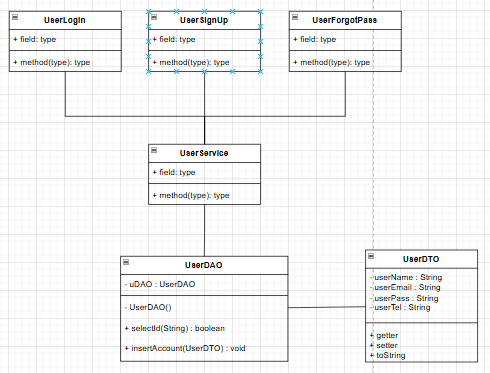 UserLogin
+ field: type
+ method(type): type
UserSignUp
+ field: type
+ method(type): type
UserForgotPass
+ field: type
+ method(type): type
UserService
+ field: type
+ method(type): type
UserDAO
- uDAO : UserDAO
- UserDAO()
+ selectId(String) : boolean
+ insertAccount(UserDTO) : void
UserDTO
- userName : String
- userEmail : String
- userPass : String
- userTel : String
+ getter
+ setter
+ toString